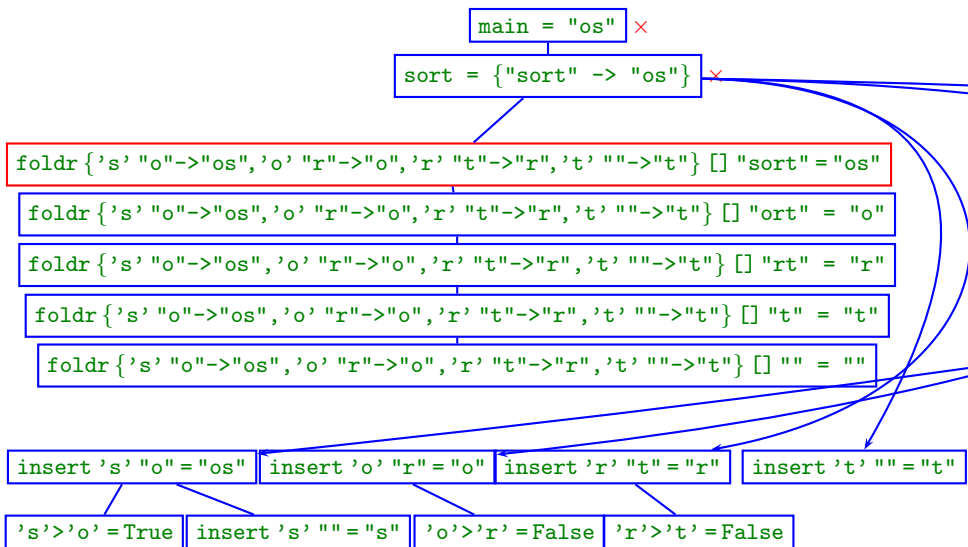 main = "os" ×
sort = {"sort" -> "os"} ×
foldr {'s' "o"->"os",'o' "r"->"o",'r' "t"->"r",'t' ""->"t"} [] "sort"="os"
foldr {'s' "o"->"os",'o' "r"->"o",'r' "t"->"r",'t' ""->"t"} [] "ort" = "o"
foldr {'s' "o"->"os",'o' "r"->"o",'r' "t"->"r",'t' ""->"t"} [] "rt" = "r"
foldr {'s' "o"->"os",'o' "r"->"o",'r' "t"->"r",'t' ""->"t"} [] "t" = "t"
foldr {'s' "o"->"os",'o' "r"->"o",'r' "t"->"r",'t' ""->"t"} [] "" = ""
insert 's' "o"="os" insert 'o' "r"="o" insert 'r' "t"="r" insert 't' ""="t"
's'>'o'=True insert 's' ""="s" 'o'>'r'=False 'r'>'t'=False